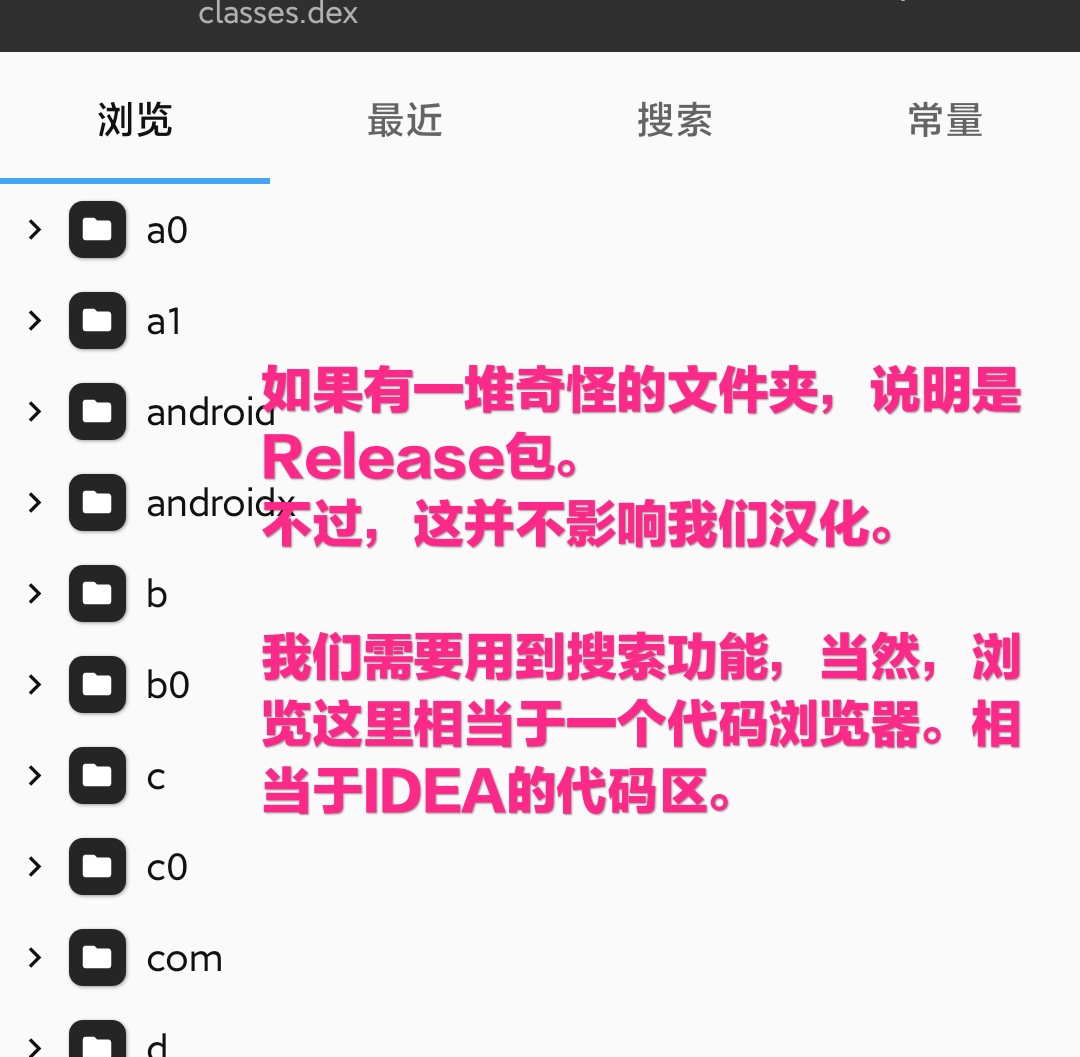 classes.dex
浏览 最近 搜索 常量
a0
a1
android
androidx
b
b0
c
c0
com
d
如果有一堆奇怪的文件夹，说明是
Release包。
不过，这并不影响我们汉化。
我们需要用到搜索功能，当然，浏
览这里相当于一个代码浏览器。相
当于IDEA的代码区。